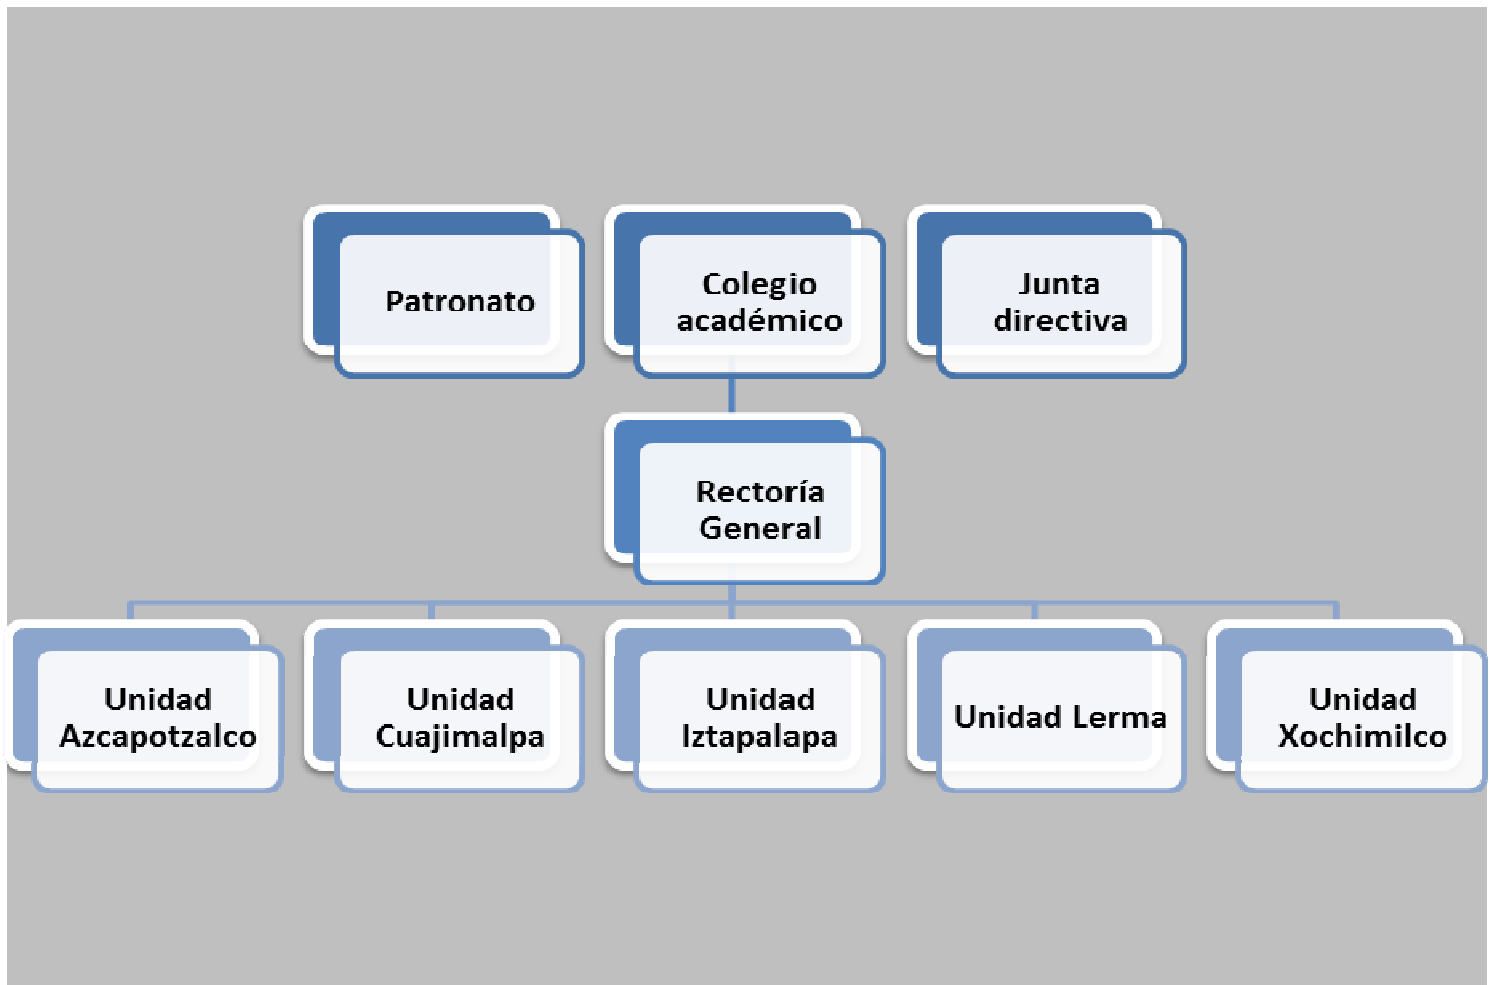 Patronato
Colegio
académico
Junta
directiva
Rectoría
General
Unidad
Azcapotzalco
Unidad
Cuajimalpa
Unidad
Iztapalapa
Unidad Lerma
Unidad
Xochimilco